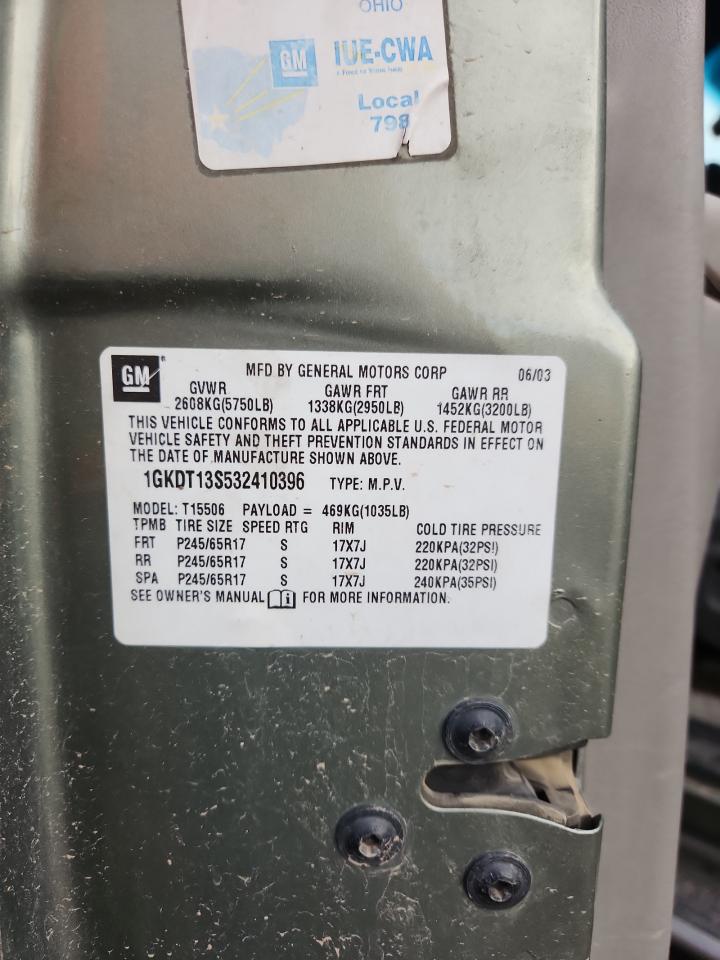 OHIO
GM IUE-CWA
Local
798
GM ® MFD BY GENERAL MOTORS CORP 06/03
GVWR GAWR FRT GAWR RR
2608KG(5750LB) 1338KG(2950LB) 1452KG(3200LB)
THIS VEHICLE CONFORMS TO ALL APPLICABLE U.S. FEDERAL MOTOR
VEHICLE SAFETY AND THEFT PREVENTION STANDARDS IN EFFECT ON
THE DATE OF MANUFACTURE SHOWN ABOVE.
1GKDT13S532410396 TYPE: M.P.V.
MODEL: T15506 PAYLOAD = 469KG(1035LB)
TPMB TIRE SIZE SPEED RTG RIM COLD TIRE PRESSURE
FRT P245/65R17 S 17X7J 220KPA(32PSI)
RR P245/65R17 S 17X7J 220KPA(32PSI)
SPA P245/65R17 S 17X7J 240KPA(35PSI)
SEE OWNER'S MANUAL i FOR MORE INFORMATION.